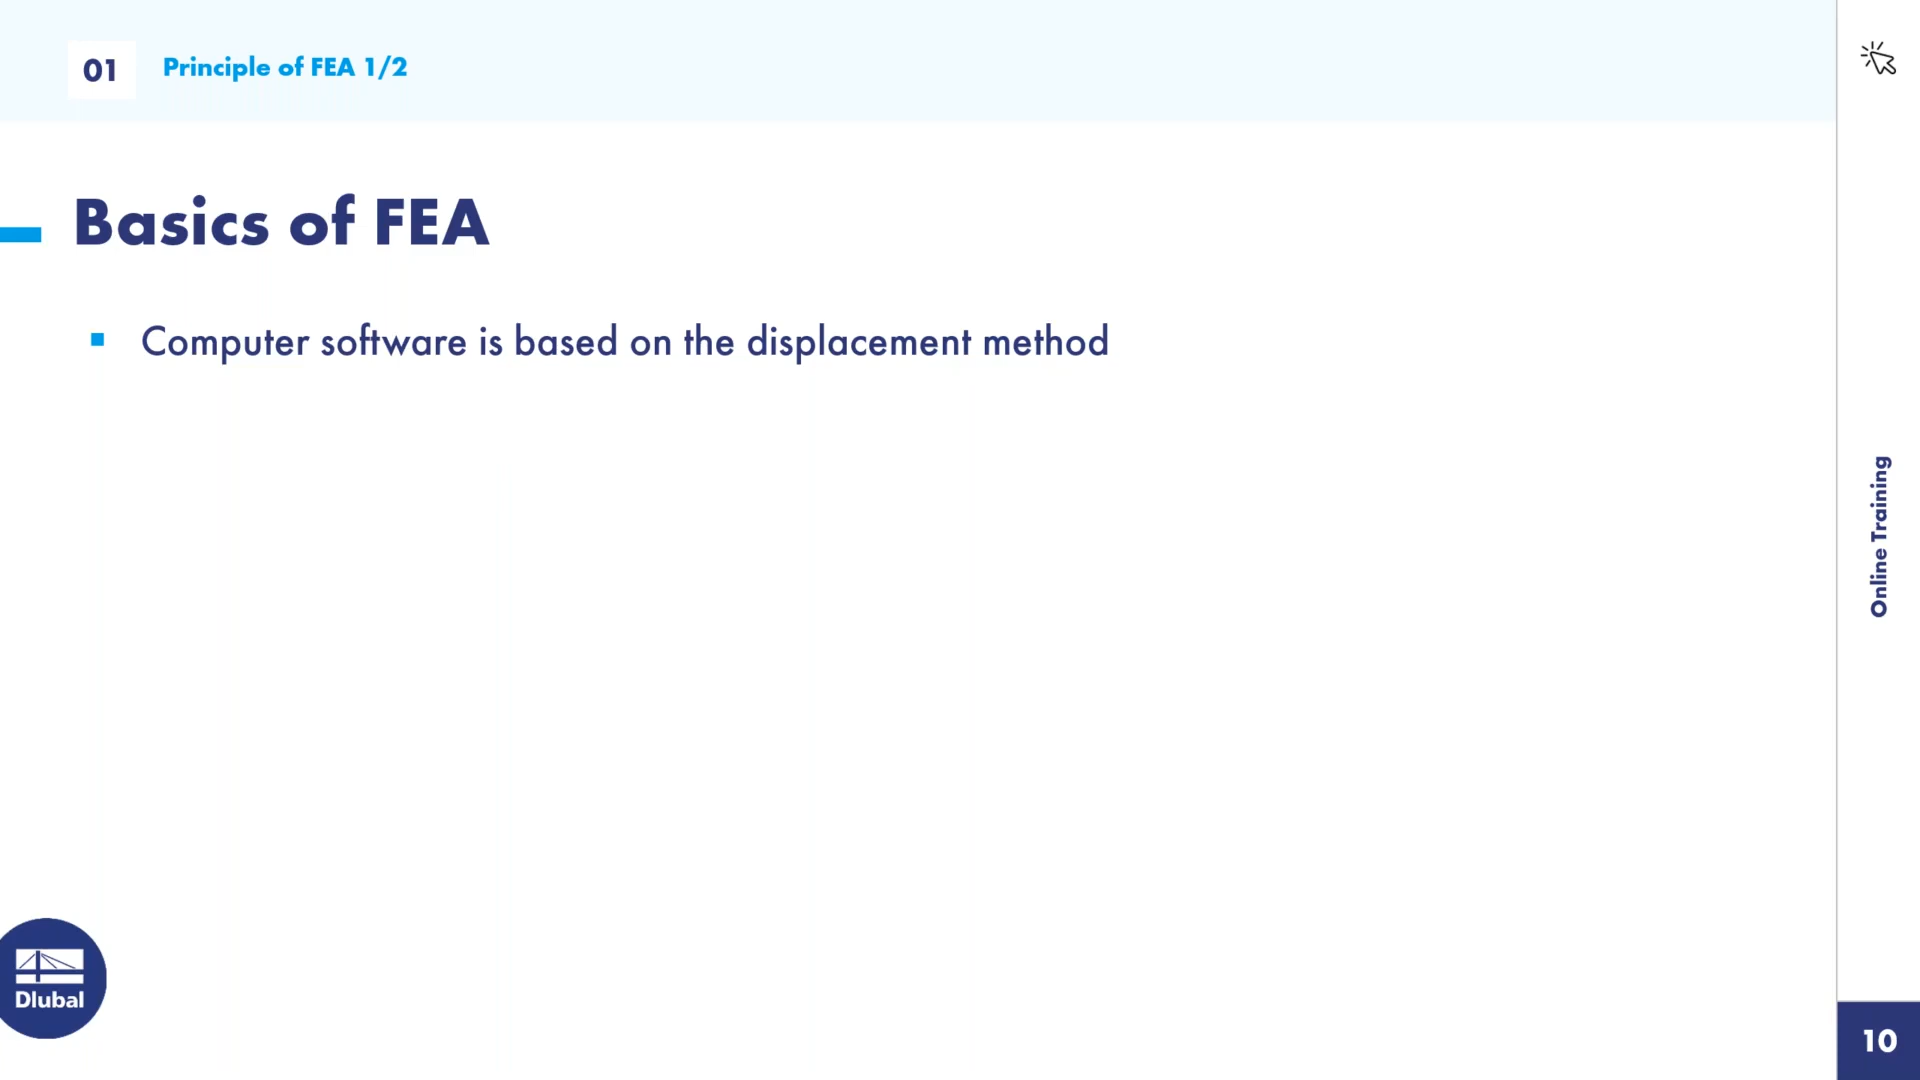 01
Principle of FEA 1/2
Basics of FEA
Computer software is based on the displacement method
Online Training
Dlubal
10